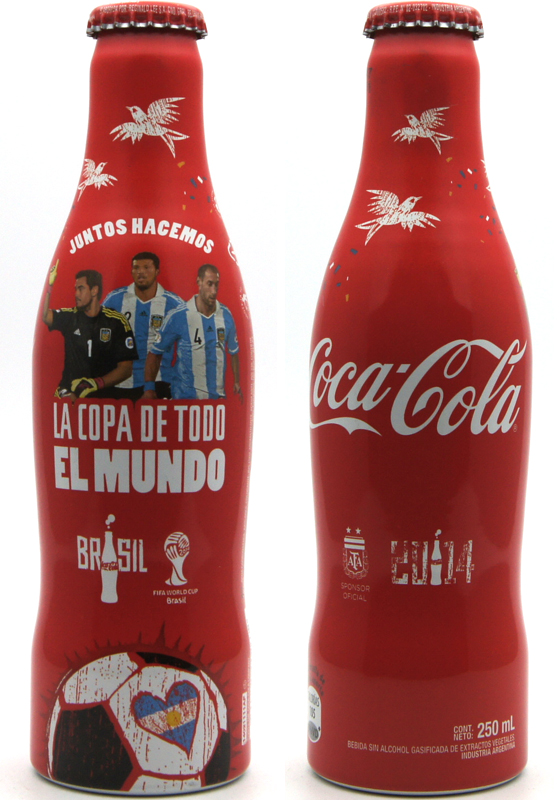 JUNTOS HACEMOS
1
2
4
LA COPA DE TODO
EL MUNDO
BRASIL
FIFA WORLD CUP
Brasil
Coca-Cola
AFA
SPONSOR
OFICIAL
2014
CONT.
NETO: 250 mL
BEBIDA SIN ALCOHOL GASIFICADA DE EXTRACTOS VEGETALES
INDUSTRIA ARGENTINA